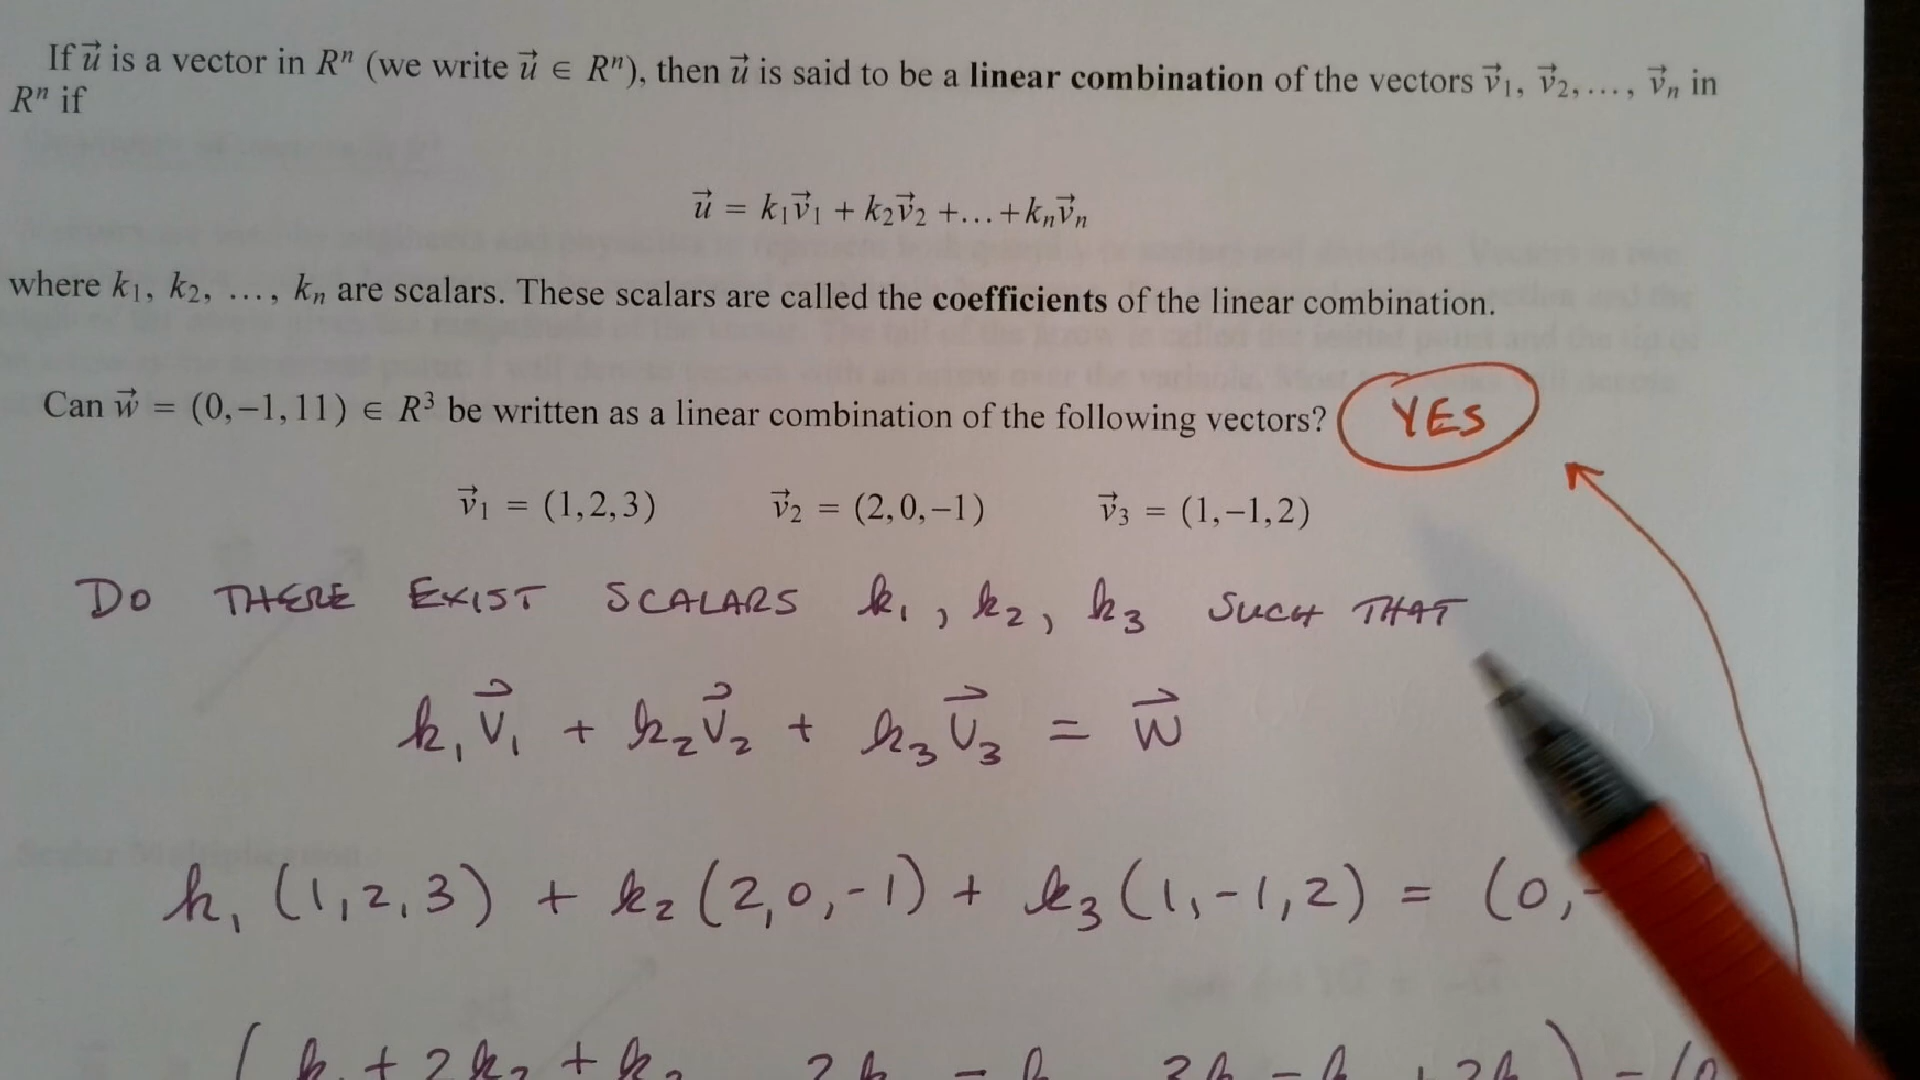 If u⃗ is a vector in Rⁿ (we write u⃗ ∈ Rⁿ), then u⃗ is said to be a linear combination of the vectors v⃗₁, v⃗₂, ..., v⃗ₙ in
Rⁿ if
u⃗ = k₁v⃗₁ + k₂v⃗₂ +...+kₙv⃗ₙ
where k₁, k₂, ..., kₙ are scalars. These scalars are called the coefficients of the linear combination.
Can w⃗ = (0,−1,11) ∈ R³ be written as a linear combination of the following vectors? YES
v⃗₁ = (1,2,3) v⃗₂ = (2,0,−1) v⃗₃ = (1,−1,2)
DO THERE EXIST SCALARS k₁, k₂, k₃ SUCH THAT
k₁v⃗₁ + k₂v⃗₂ + k₃v⃗₃ = w⃗
k₁(1,2,3) + k₂(2,0,-1) + k₃(1,-1,2) = (0,-